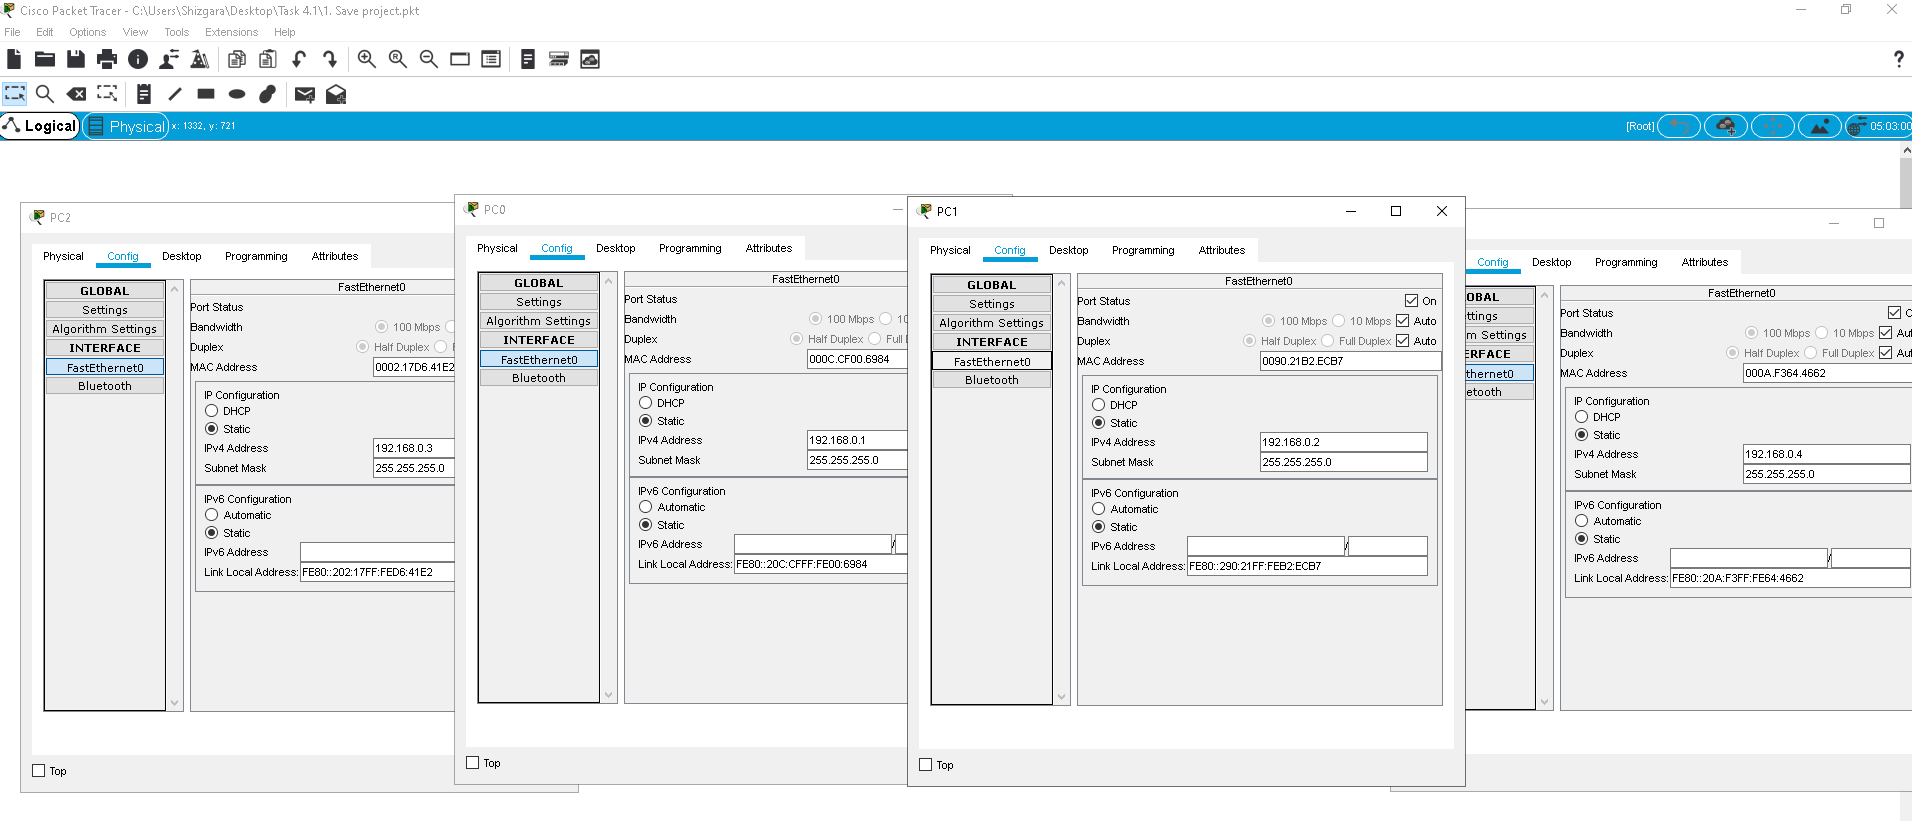 Cisco Packet Tracer - C:\Users\Shizgara\Desktop\Task 4.1\1. Save project.pkt
File Edit Options View Tools Extensions Help
?
Logical Physical x: 1332, y: 721 [Root] 05:03:00
PC2
Physical Config Desktop Programming Attributes
GLOBAL
Settings
Algorithm Settings
INTERFACE
FastEthernet0
Bluetooth
FastEthernet0
Port Status
Bandwidth 100 Mbps
Duplex Half Duplex
MAC Address 0002.17D6.41E2
IP Configuration
DHCP
Static
IPv4 Address 192.168.0.3
Subnet Mask 255.255.255.0
IPv6 Configuration
Automatic
Static
IPv6 Address
Link Local Address: FE80::202:17FF:FED6:41E2
Top
PC0
Physical Config Desktop Programming Attributes
GLOBAL
Settings
Algorithm Settings
INTERFACE
FastEthernet0
Bluetooth
FastEthernet0
Port Status
Bandwidth 100 Mbps 10
Duplex Half Duplex Full
MAC Address 000C.CF00.6984
IP Configuration
DHCP
Static
IPv4 Address 192.168.0.1
Subnet Mask 255.255.255.0
IPv6 Configuration
Automatic
Static
IPv6 Address /
Link Local Address: FE80::20C:CFFF:FE00:6984
Top
PC1
Physical Config Desktop Programming Attributes
GLOBAL
Settings
Algorithm Settings
INTERFACE
FastEthernet0
Bluetooth
FastEthernet0
Port Status On
Bandwidth 100 Mbps 10 Mbps Auto
Duplex Half Duplex Full Duplex Auto
MAC Address 0090.21B2.ECB7
IP Configuration
DHCP
Static
IPv4 Address 192.168.0.2
Subnet Mask 255.255.255.0
IPv6 Configuration
Automatic
Static
IPv6 Address /
Link Local Address: FE80::290:21FF:FEB2:ECB7
Top
Config Desktop Programming Attributes
OBAL
ttings
m Settings
RFACE
thernet0
etooth
FastEthernet0
Port Status
Bandwidth 100 Mbps 10 Mbps Aut
Duplex Half Duplex Full Duplex Aut
MAC Address 000A.F364.4662
IP Configuration
DHCP
Static
IPv4 Address 192.168.0.4
Subnet Mask 255.255.255.0
IPv6 Configuration
Automatic
Static
IPv6 Address /
Link Local Address: FE80::20A:F3FF:FE64:4662